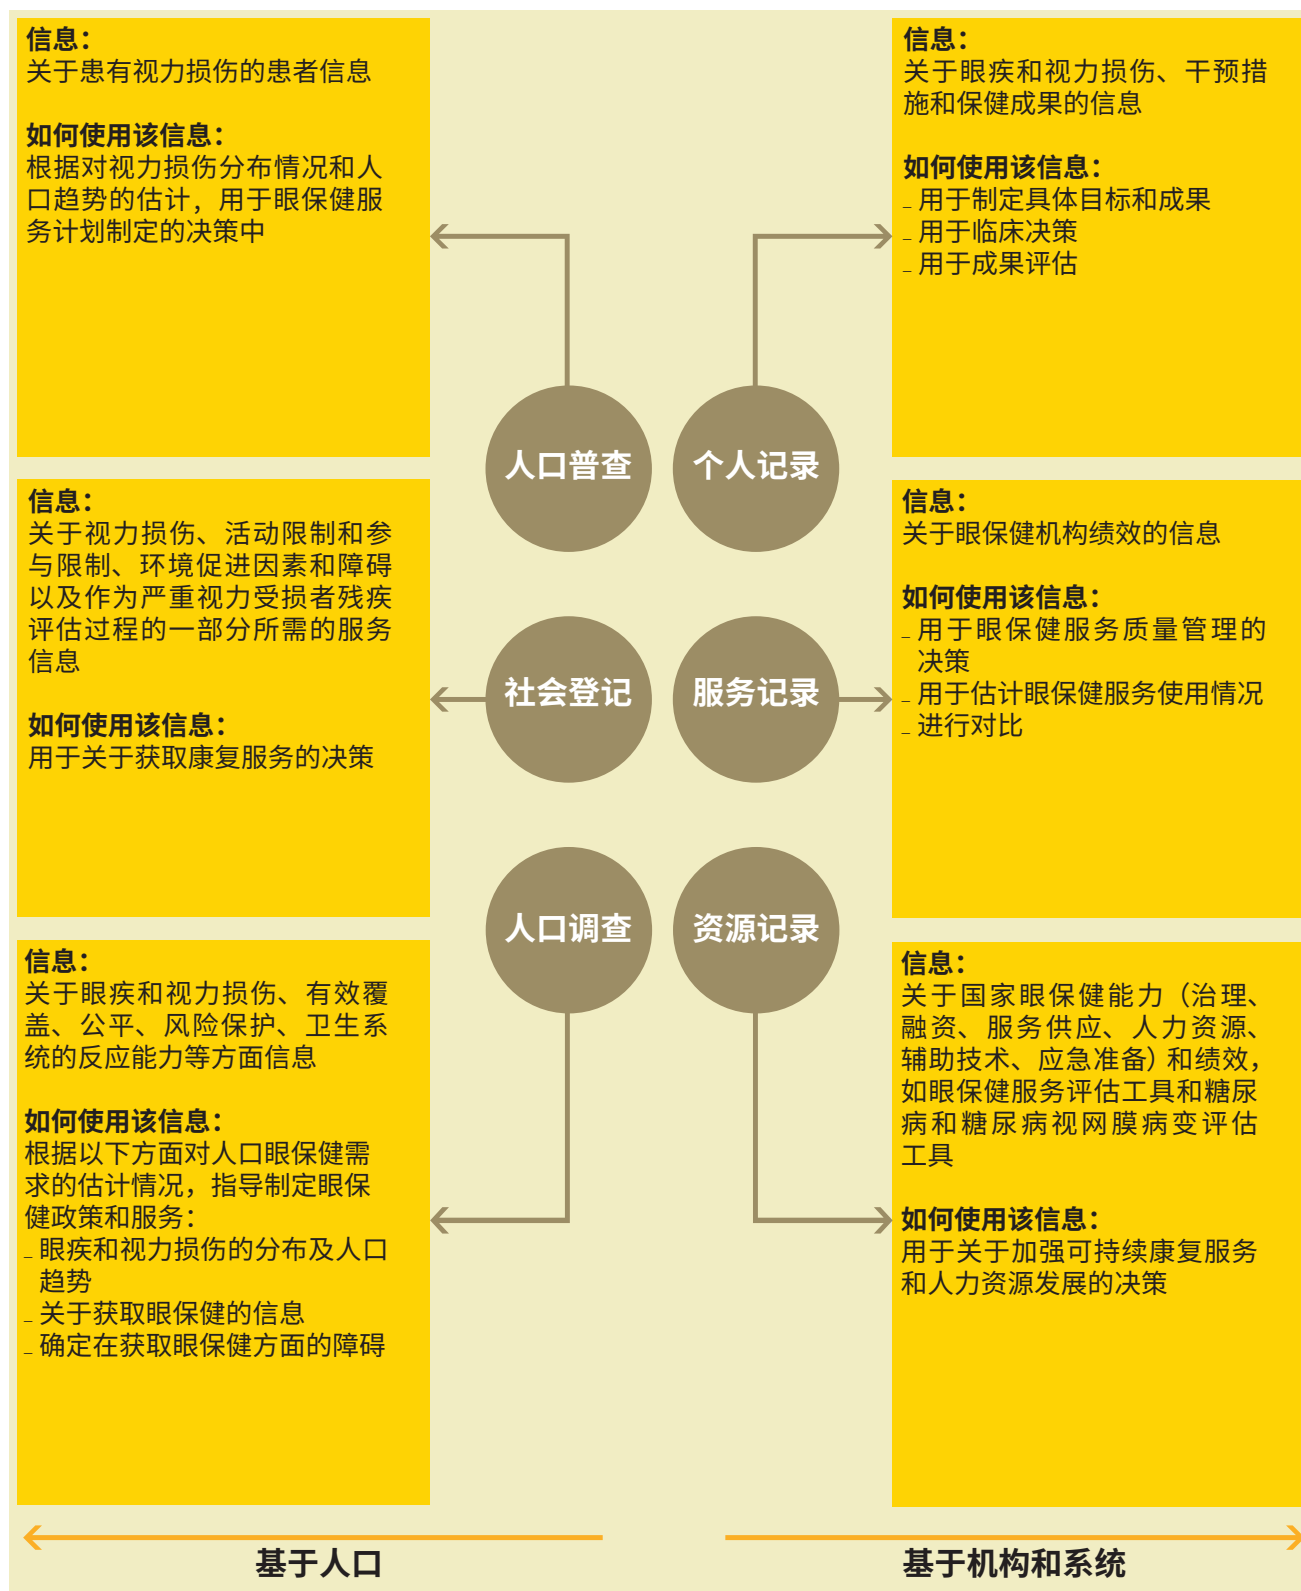 信息：
关于患有视力损伤的患者信息
如何使用该信息：
根据对视力损伤分布情况和人
口趋势的估计，用于眼保健服
务计划制定的决策中
信息：
关于眼疾和视力损伤、干预措
施和保健成果的信息
如何使用该信息：
– 用于制定具体目标和成果
– 用于临床决策
– 用于成果评估
人口普查
个人记录
信息：
关于视力损伤、活动限制和参
与限制、环境促进因素和障碍
以及作为严重视力受损者残疾
评估过程的一部分所需的服务
信息
如何使用该信息：
用于关于获取康复服务的决策
信息：
关于眼保健机构绩效的信息
如何使用该信息：
– 用于眼保健服务质量管理的
决策
– 用于估计眼保健服务使用情况
– 进行对比
社会登记
服务记录
人口调查
资源记录
信息：
关于眼疾和视力损伤、有效覆
盖、公平、风险保护、卫生系
统的反应能力等方面信息
如何使用该信息：
根据以下方面对人口眼保健需
求的估计情况，指导制定眼保
健政策和服务：
– 眼疾和视力损伤的分布及人口
趋势
– 关于获取眼保健的信息
– 确定在获取眼保健方面的障碍
信息：
关于国家眼保健能力（治理、
融资、服务供应、人力资源、
辅助技术、应急准备）和绩效，
如眼保健服务评估工具和糖尿
病和糖尿病视网膜病变评估
工具
如何使用该信息：
用于关于加强可持续康复服务
和人力资源发展的决策
基于人口
基于机构和系统